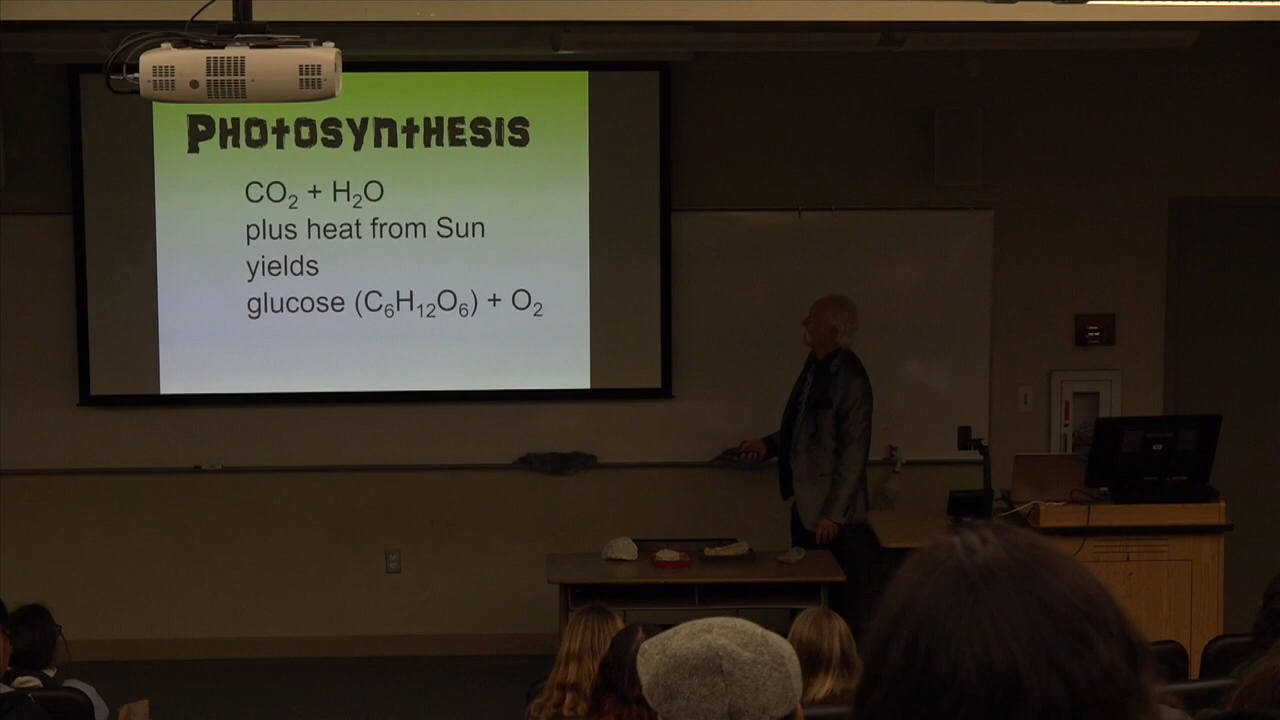 PHOtOSYNtHESIS
CO₂ + H₂O
plus heat from Sun
yields
glucose (C₆H₁₂O₆) + O₂